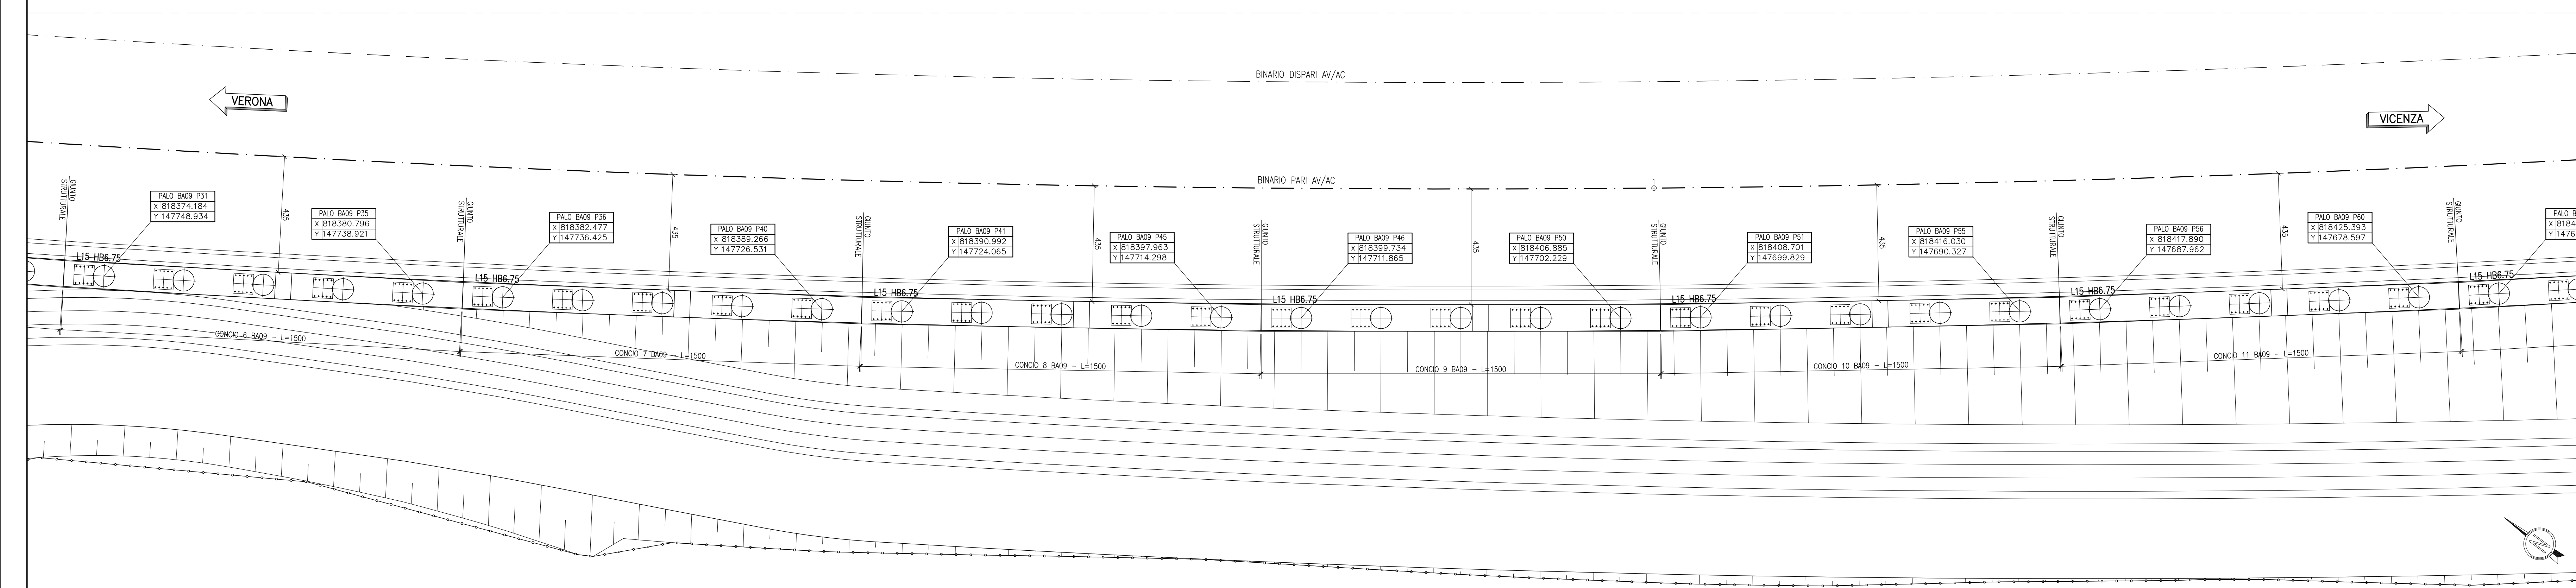 BINARIO DISPARI AV/AC
VERONA
VICENZA
BINARIO PARI AV/AC
1
GIUNTO
STRUTTURALE
PALO BA09 P31
X 818374.184
Y 147748.934
435
PALO BA09 P35
X 818380.796
Y 147738.921
GIUNTO
STRUTTURALE
PALO BA09 P36
X 818382.477
Y 147736.425
435
PALO BA09 P40
X 818389.266
Y 147726.531
GIUNTO
STRUTTURALE
PALO BA09 P41
X 818390.992
Y 147724.065
435
PALO BA09 P45
X 818397.963
Y 147714.298
GIUNTO
STRUTTURALE
PALO BA09 P46
X 818399.734
Y 147711.865
435
PALO BA09 P50
X 818406.885
Y 147702.229
GIUNTO
STRUTTURALE
PALO BA09 P51
X 818408.701
Y 147699.829
435
PALO BA09 P55
X 818416.030
Y 147690.327
GIUNTO
STRUTTURALE
PALO BA09 P56
X 818417.890
Y 147687.962
435
PALO BA09 P60
X 818425.393
Y 147678.597
GIUNTO
STRUTTURALE
PALO B
X 8184
Y 1476
L15 HB6.75
L15 HB6.75
L15 HB6.75
L15 HB6.75
L15 HB6.75
L15 HB6.75
L15 HB6.75
CONCIO 6 BA09 - L=1500
CONCIO 7 BA09 - L=1500
CONCIO 8 BA09 - L=1500
CONCIO 9 BA09 - L=1500
CONCIO 10 BA09 - L=1500
CONCIO 11 BA09 - L=1500
N